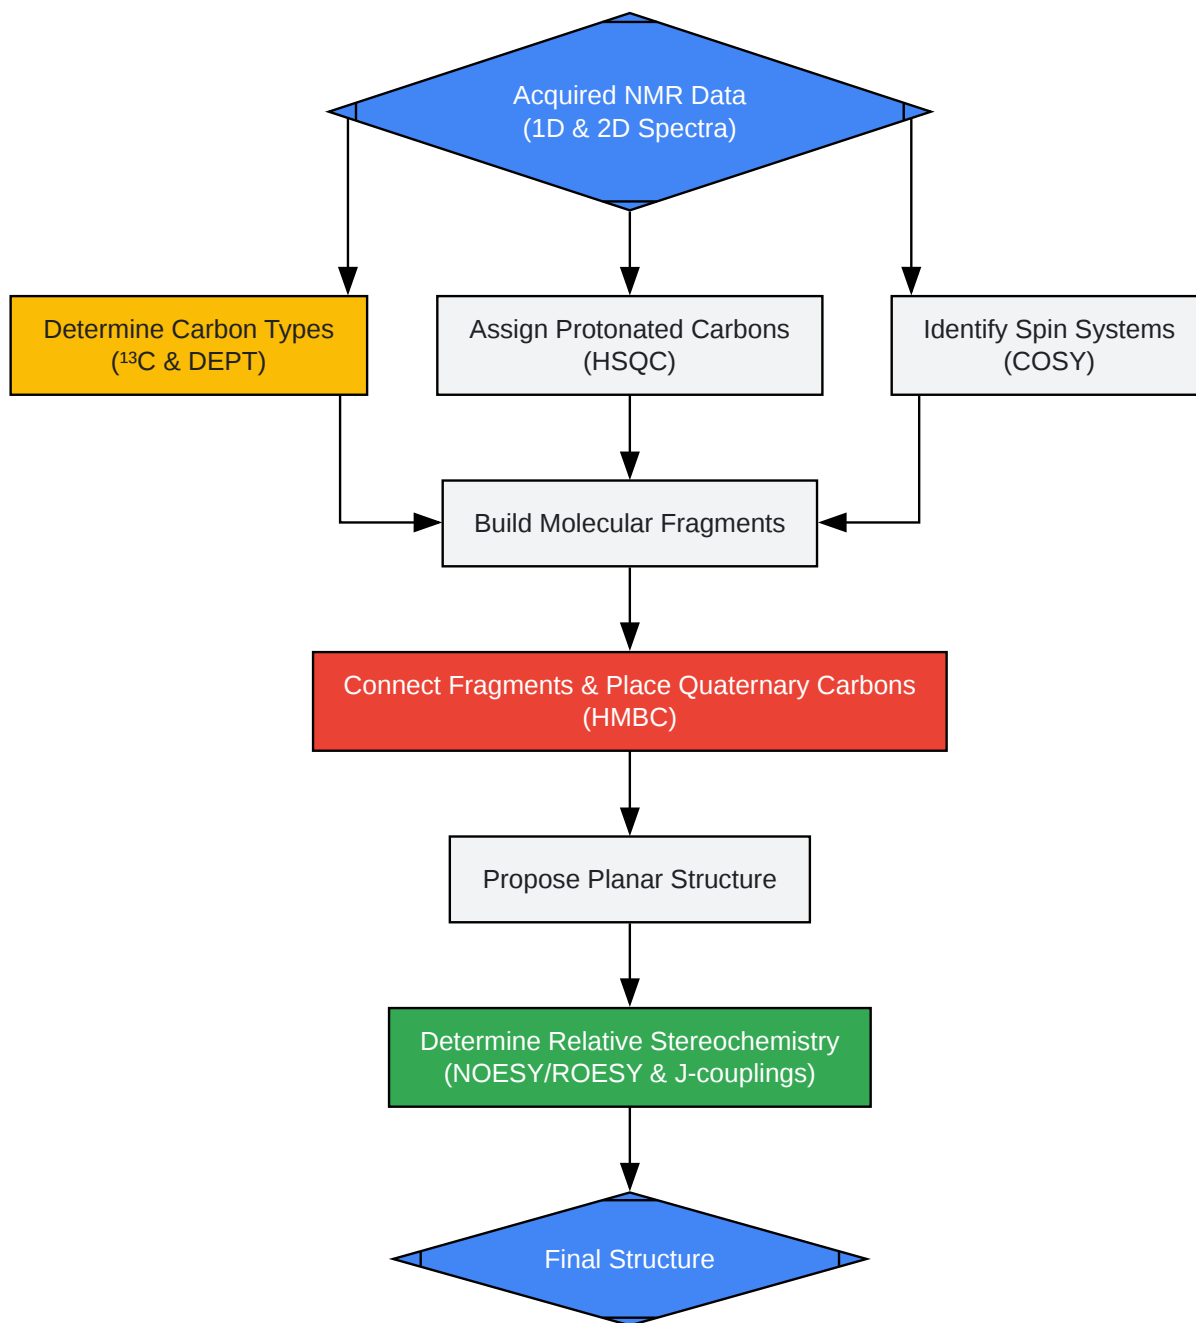 Acquired NMR Data
(1D & 2D Spectra)
Determine Carbon Types
(¹³C & DEPT)
Assign Protonated Carbons
(HSQC)
Identify Spin Systems
(COSY)
Build Molecular Fragments
Connect Fragments & Place Quaternary Carbons
(HMBC)
Propose Planar Structure
Determine Relative Stereochemistry
(NOESY/ROESY & J-couplings)
Final Structure